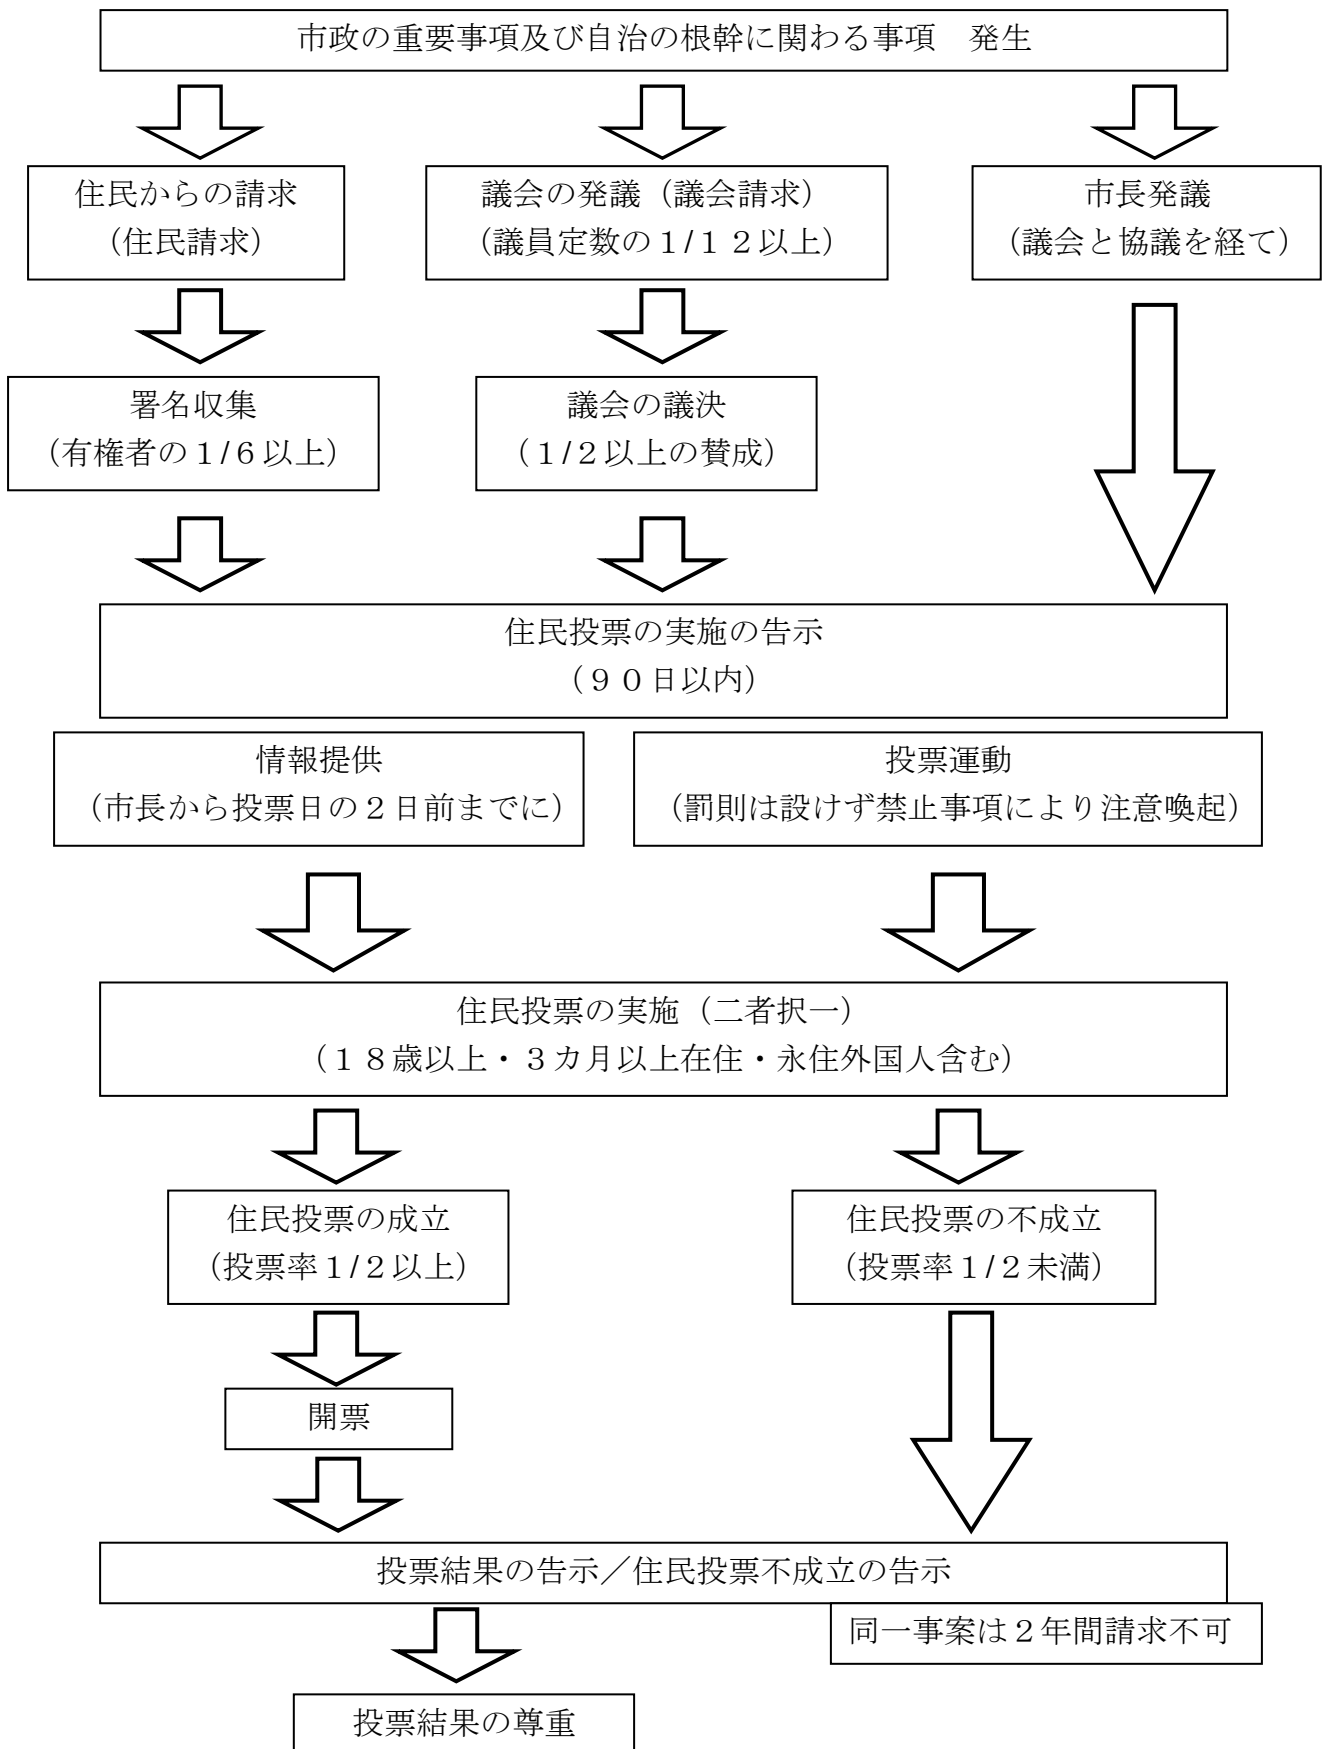 市政の重要事項及び自治の根幹に関わる事項　発生
住民からの請求
（住民請求）
議会の発議（議会請求）
（議員定数の１/１２以上）
市長発議
（議会と協議を経て）
署名収集
（有権者の１/６以上）
議会の議決
（１/２以上の賛成）
住民投票の実施の告示
（９０日以内）
情報提供
（市長から投票日の２日前までに）
投票運動
（罰則は設けず禁止事項により注意喚起）
住民投票の実施（二者択一）
（１８歳以上・３カ月以上在住・永住外国人含む）
住民投票の成立
（投票率１/２以上）
住民投票の不成立
（投票率１/２未満）
開票
投票結果の告示／住民投票不成立の告示
同一事案は２年間請求不可
投票結果の尊重